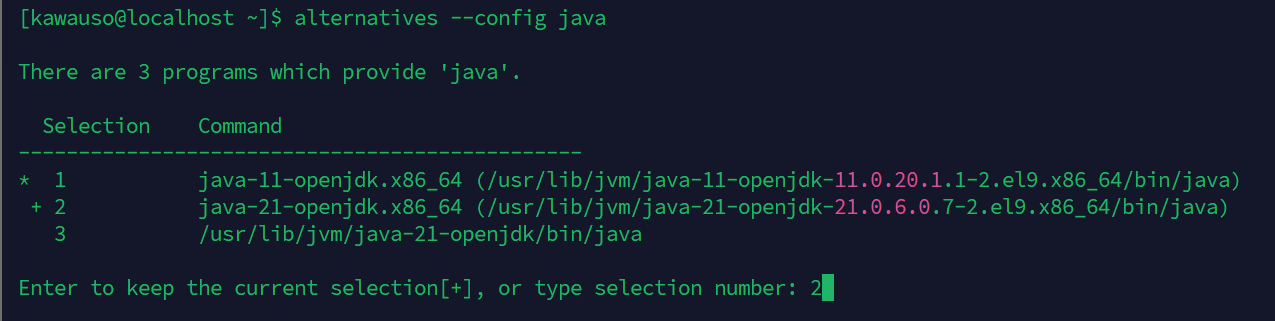 [kawauso@localhost ~]$ alternatives --config java
There are 3 programs which provide 'java'.
  Selection    Command
-----------------------------------------------
*  1           java-11-openjdk.x86_64 (/usr/lib/jvm/java-11-openjdk-11.0.20.1.1-2.el9.x86_64/bin/java)
 + 2           java-21-openjdk.x86_64 (/usr/lib/jvm/java-21-openjdk-21.0.6.0.7-2.el9.x86_64/bin/java)
   3           /usr/lib/jvm/java-21-openjdk/bin/java
Enter to keep the current selection[+], or type selection number: 2